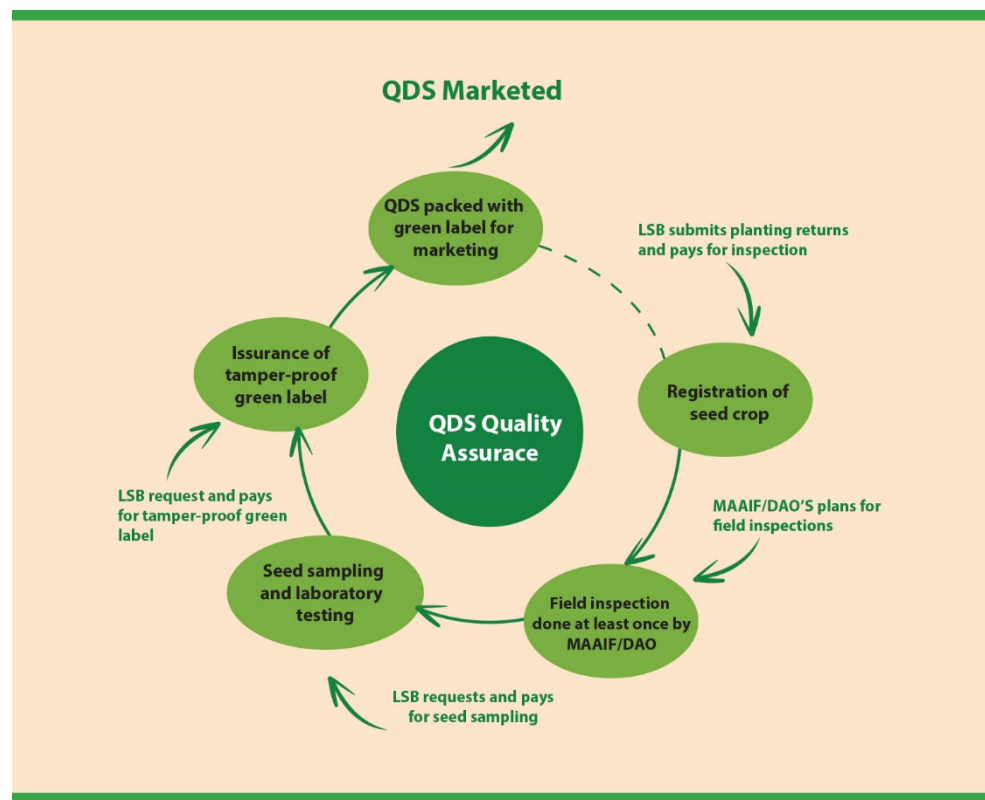 QDS Marketed
QDS packed with
green label for
marketing
LSB submits planting returns
and pays for inspection
Registration of
seed crop
MAAIF/DAO'S plans for
field inspections
Field inspection
done at least once by
MAAIF/DAO
LSB requests and pays
for seed sampling
Seed sampling
and laboratory
testing
LSB request and pays
for tamper-proof green
label
Issurance of
tamper-proof
green label
QDS Quality
Assurace